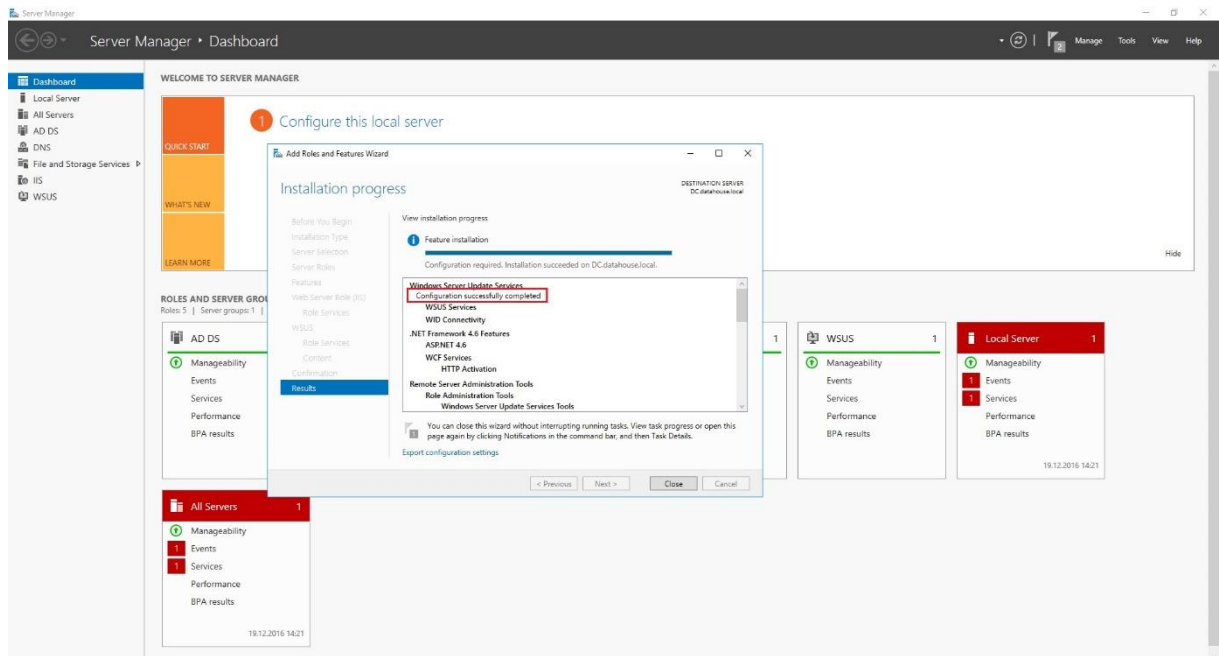 Server Manager
Server Manager • Dashboard
2
Manage Tools View Help
Dashboard
Local Server
All Servers
AD DS
DNS
File and Storage Services
IIS
WSUS
WELCOME TO SERVER MANAGER
QUICK START
WHAT'S NEW
LEARN MORE
1 Configure this local server
Hide
Add Roles and Features Wizard
Installation progress
DESTINATION SERVER
DC.datahouse.local
Before You Begin
Installation Type
Server Selection
Server Roles
Features
Web Server Role (IIS)
Role Services
WSUS
Role Services
Content
Confirmation
Results
View installation progress
Feature installation
Configuration required. Installation succeeded on DC.datahouse.local.
Windows Server Update Services
Configuration successfully completed
WSUS Services
WID Connectivity
.NET Framework 4.6 Features
ASP.NET 4.6
WCF Services
HTTP Activation
Remote Server Administration Tools
Role Administration Tools
Windows Server Update Services Tools
1
You can close this wizard without interrupting running tasks. View task progress or open this
page again by clicking Notifications in the command bar, and then Task Details.
Export configuration settings
< Previous Next > Close Cancel
ROLES AND SERVER GROU
Roles: 5 | Server groups: 1 |
AD DS
Manageability
Events
Services
Performance
BPA results
1
WSUS 1
Manageability
Events
Services
Performance
BPA results
Local Server 1
Manageability
1 Events
1 Services
Performance
BPA results
19.12.2016 14:21
All Servers 1
Manageability
1 Events
1 Services
Performance
BPA results
19.12.2016 14:21